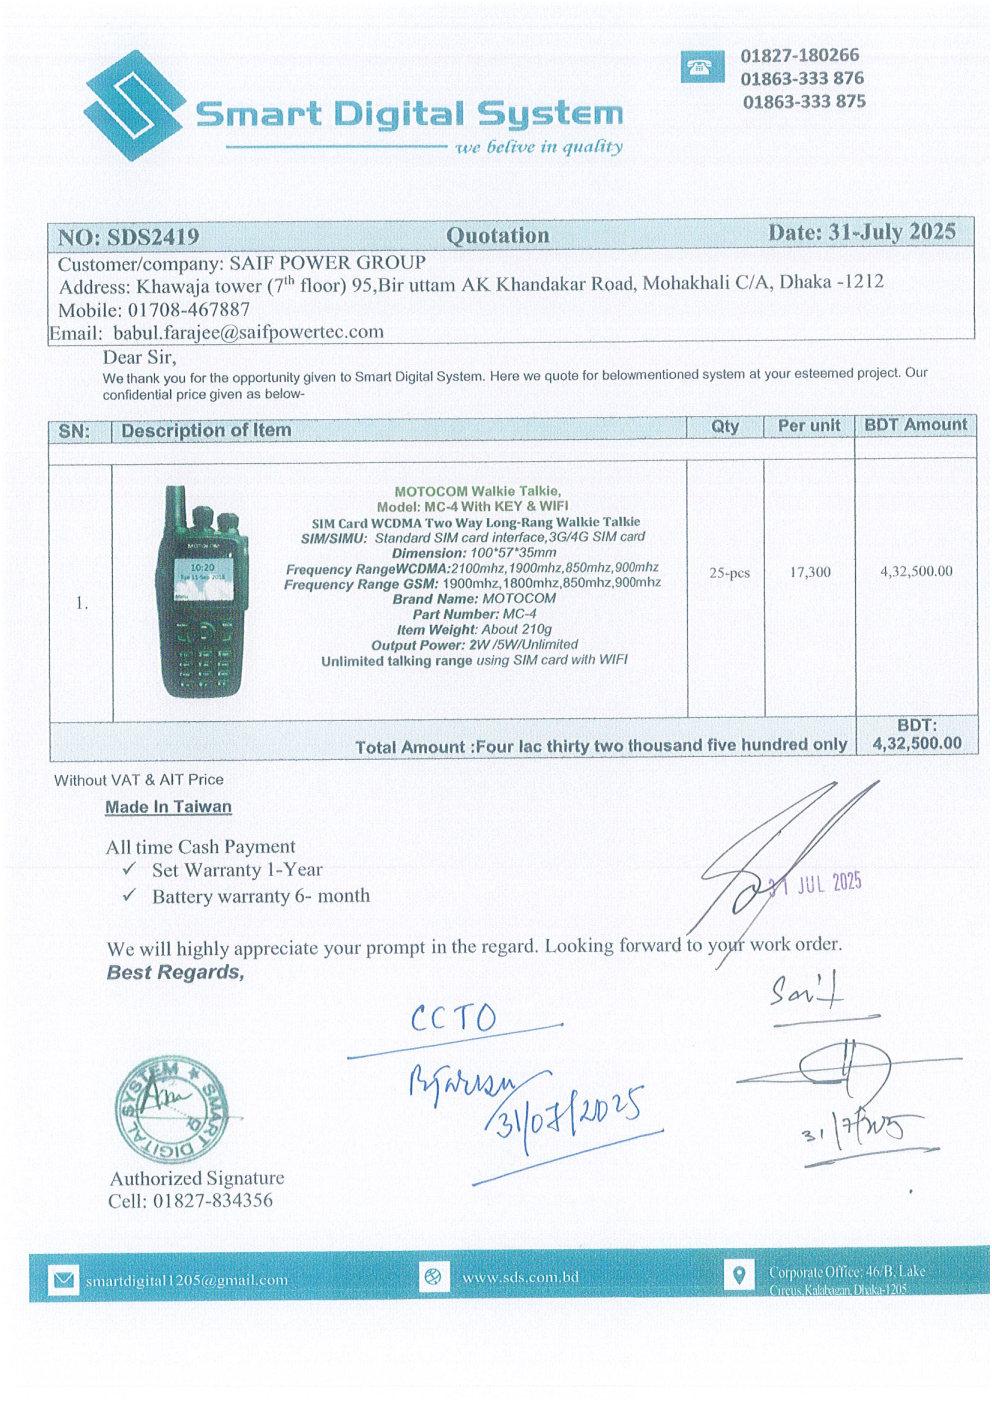 01827-180266
01863-333 876
01863-333 875
Smart Digital System
we belive in quality
NO: SDS2419 Quotation Date: 31-July 2025
Customer/company: SAIF POWER GROUP
Address: Khawaja tower (7th floor) 95,Bir uttam AK Khandakar Road, Mohakhali C/A, Dhaka -1212
Mobile: 01708-467887
Email: babul.farajee@saifpowertec.com
Dear Sir,
We thank you for the opportunity given to Smart Digital System. Here we quote for belowmentioned system at your esteemed project. Our
confidential price given as below-
SN: Description of Item Qty Per unit BDT Amount
MOTOCOM Walkie Talkie,
Model: MC-4 With KEY & WIFI
SIM Card WCDMA Two Way Long-Rang Walkie Talkie
SIM/SIMU: Standard SIM card interface,3G/4G SIM card
Dimension: 100*57*35mm
Frequency RangeWCDMA:2100mhz,1900mhz,850mhz,900mhz
Frequency Range GSM: 1900mhz,1800mhz,850mhz,900mhz
Brand Name: MOTOCOM
Part Number: MC-4
Item Weight: About 210g
Output Power: 2W /5W/Unlimited
Unlimited talking range using SIM card with WIFI
10:20
1. 25-pcs 17,300 4,32,500.00
Total Amount :Four lac thirty two thousand five hundred only BDT: 4,32,500.00
Without VAT & AIT Price
Made In Taiwan
All time Cash Payment
✓ Set Warranty 1-Year
✓ Battery warranty 6- month
31 JUL 2025
We will highly appreciate your prompt in the regard. Looking forward to your work order.
Best Regards,
CCTO
31/07/2025
SMART DIGITAL SYSTEM
Authorized Signature
Cell: 01827-834356
smartdigital1205@gmail.com
www.sds.com.bd
Corporate Office: 46/B, Lake
Circus,Kalabagan, Dhaka-1205